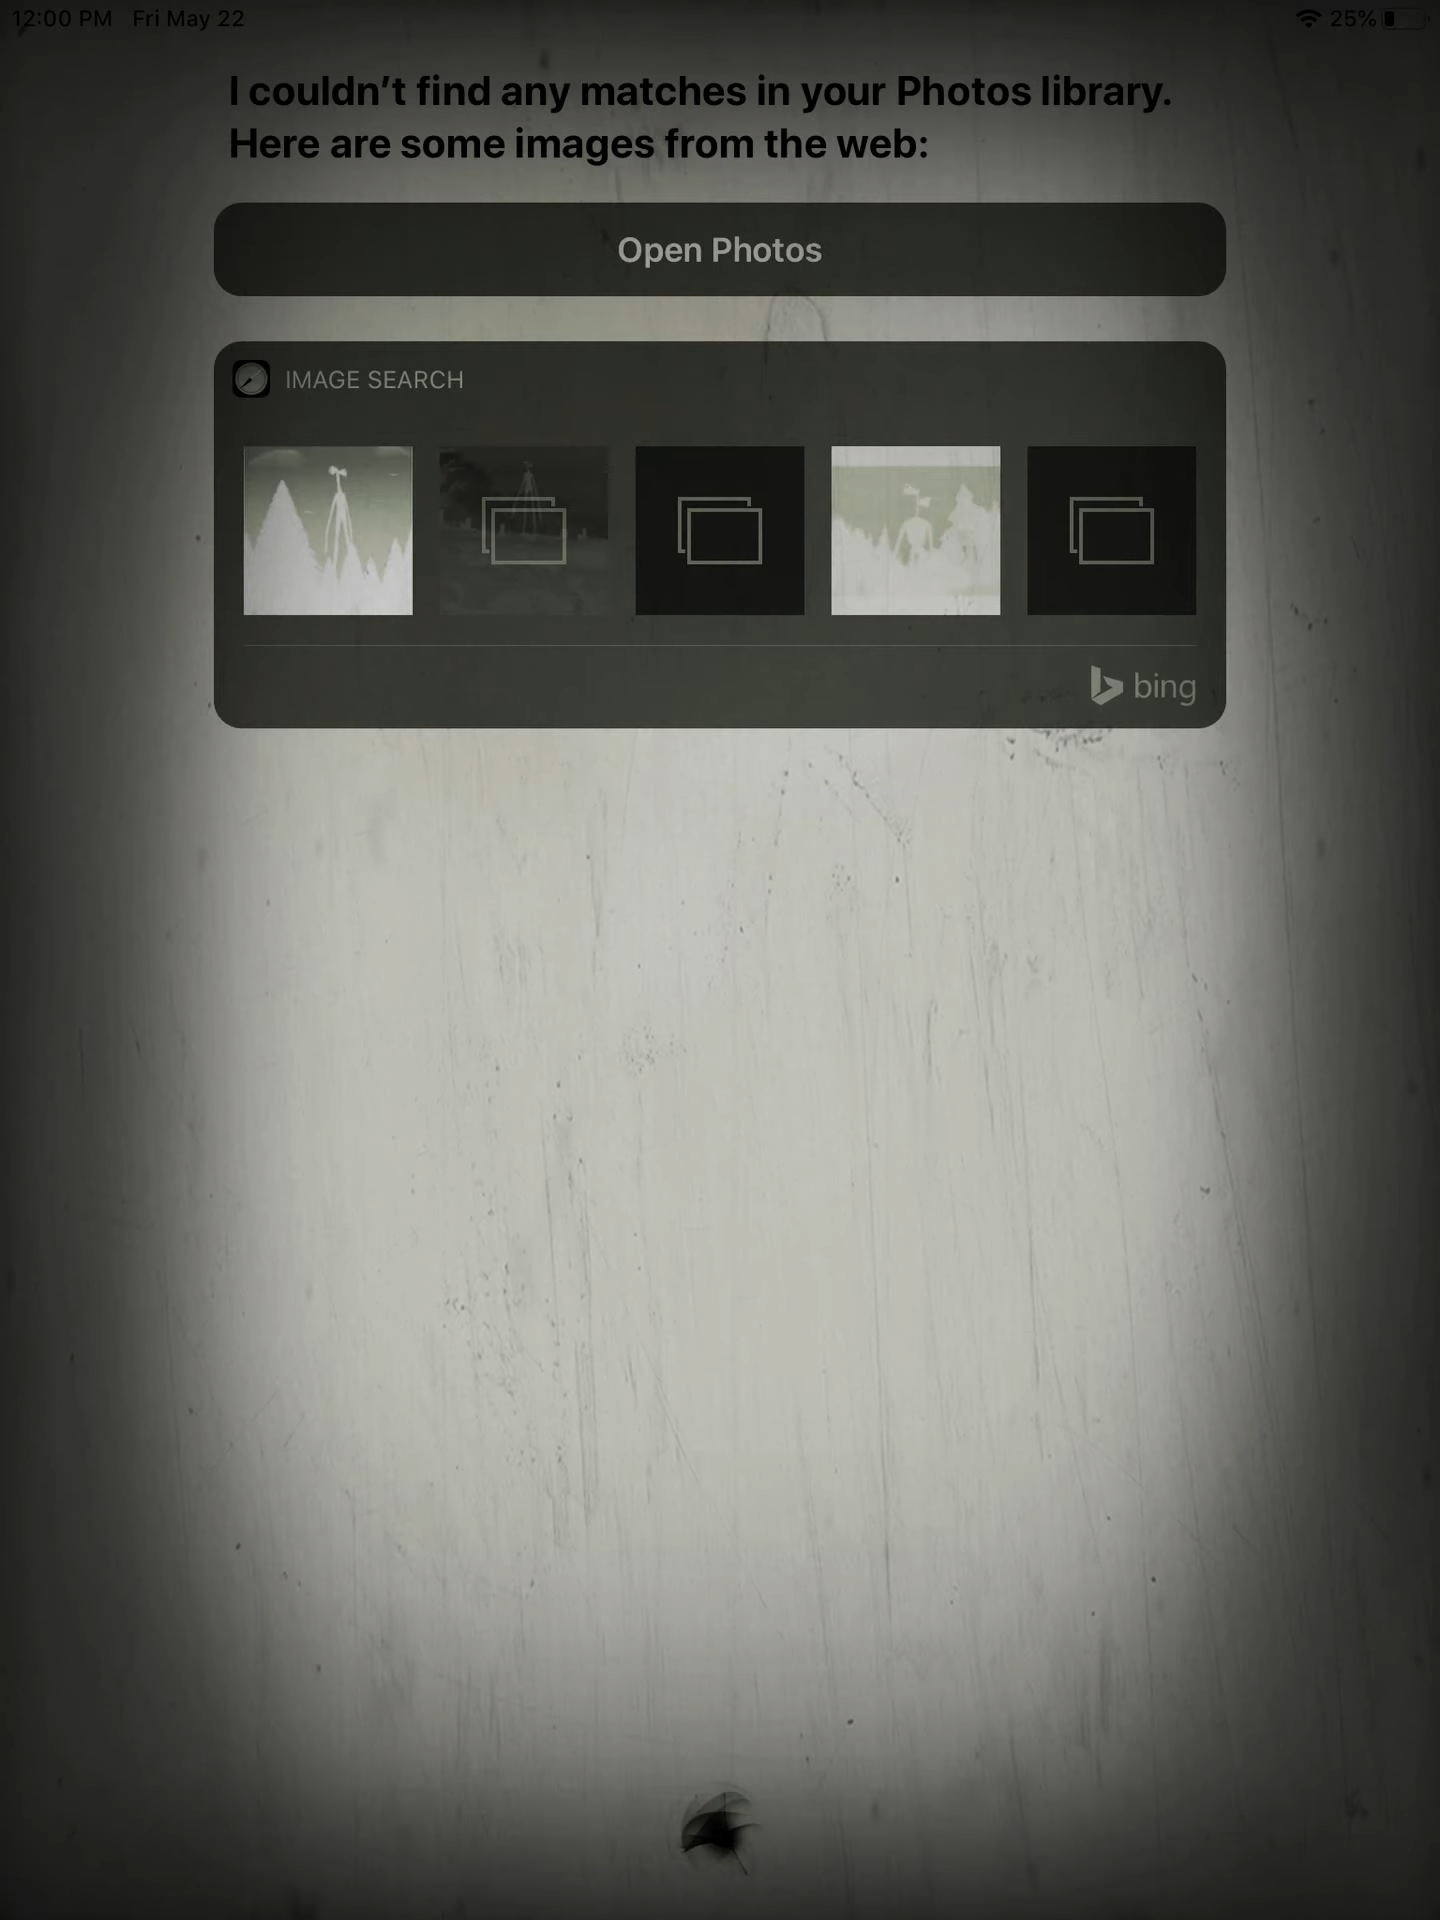 12:00 PM Fri May 22
25%
I couldn’t find any matches in your Photos library.
Here are some images from the web:
Open Photos
IMAGE SEARCH
bing